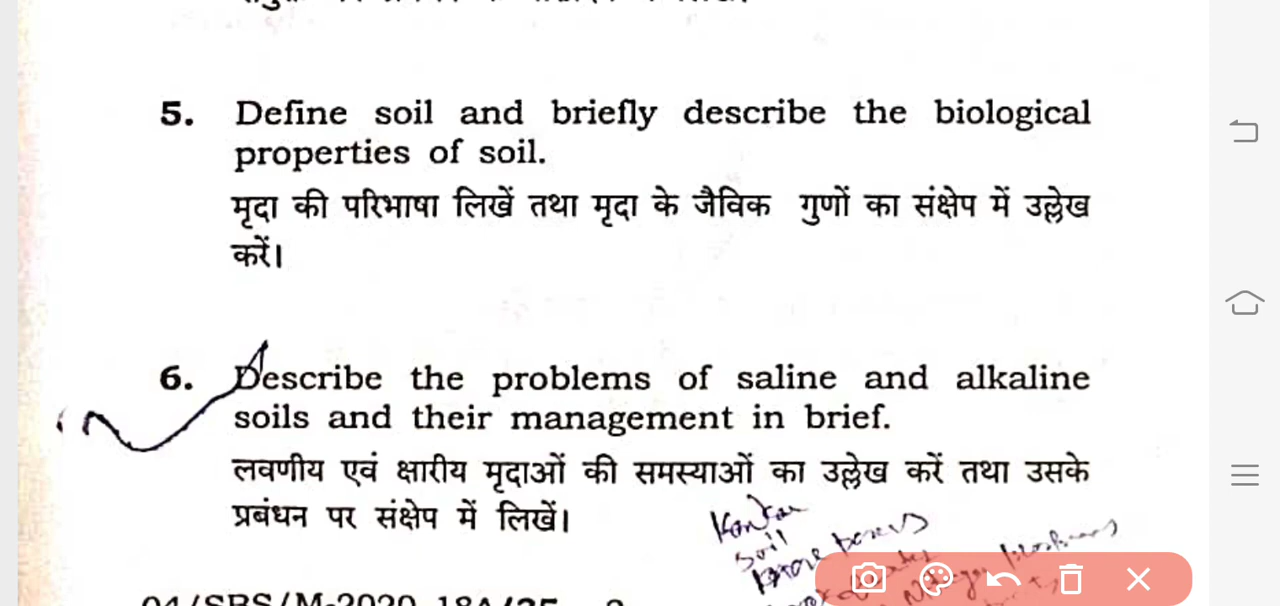 5. Define soil and briefly describe the biological
properties of soil.
मृदा की परिभाषा लिखें तथा मृदा के जैविक गुणों का संक्षेप में उल्लेख
करें।
6. Describe the problems of saline and alkaline
soils and their management in brief.
लवणीय एवं क्षारीय मृदाओं की समस्याओं का उल्लेख करें तथा उसके
प्रबंधन पर संक्षेप में लिखें।
soil